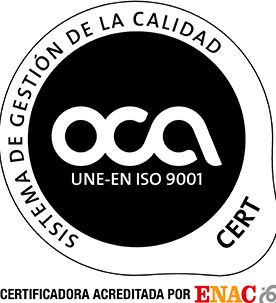 SISTEMA DE GESTIÓN DE LA CALIDAD
oca
UNE-EN ISO 9001
CERT
CERTIFICADORA ACREDITADA POR ENAC